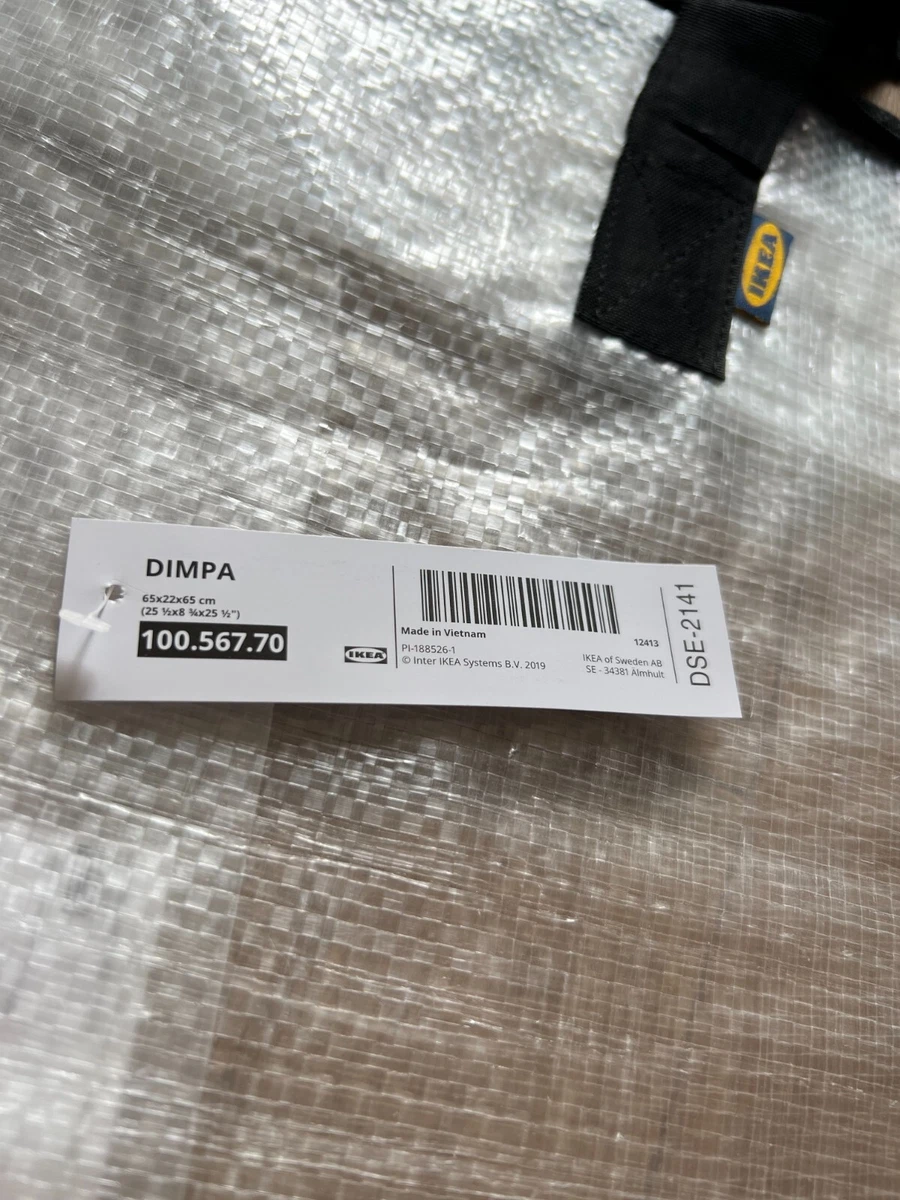 IKEA
DIMPA
65x22x65 cm
(25 ½x8 ¾x25 ½")
100.567.70
IKEA
Made in Vietnam
PI-188526-1
© Inter IKEA Systems B.V. 2019
12413
IKEA of Sweden AB
SE - 34381 Älmhult
DSE-2141